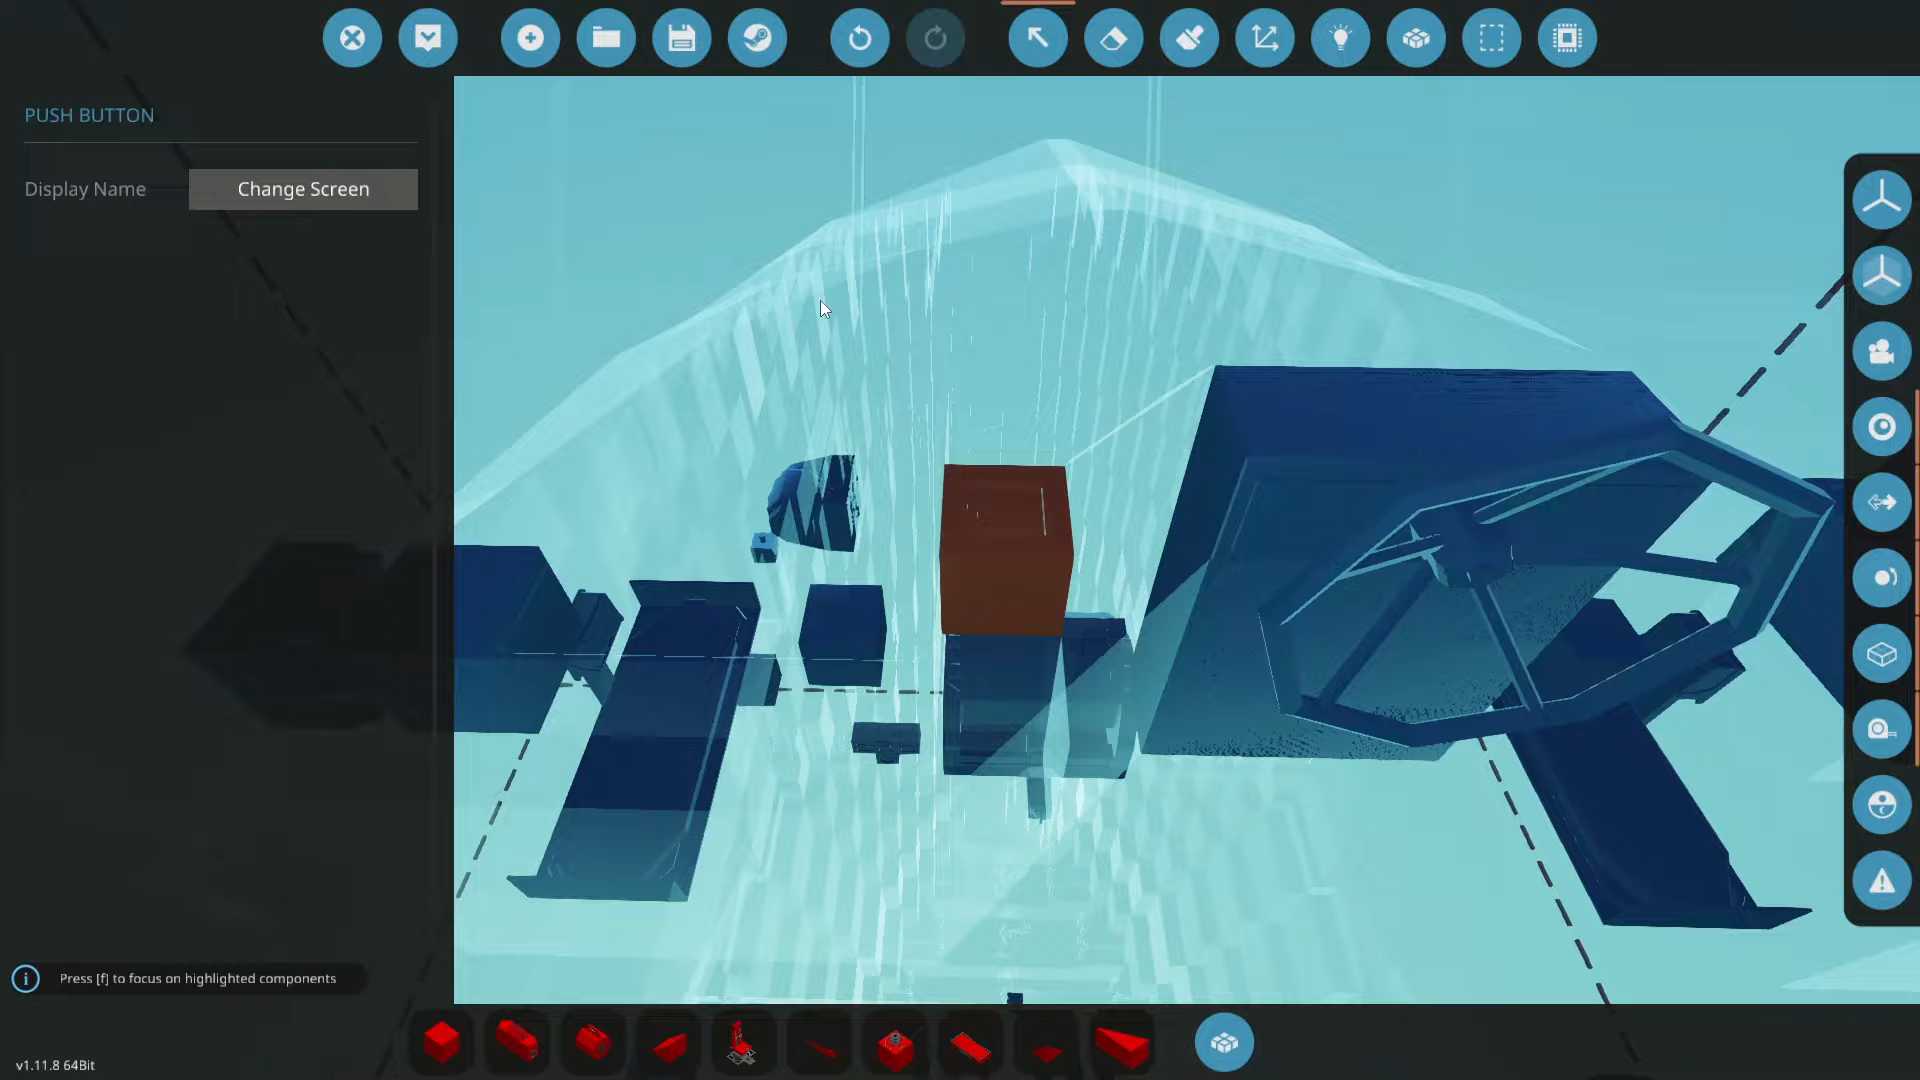 PUSH BUTTON
Display Name
Change Screen
Press [f] to focus on highlighted components
v1.11.8 64Bit